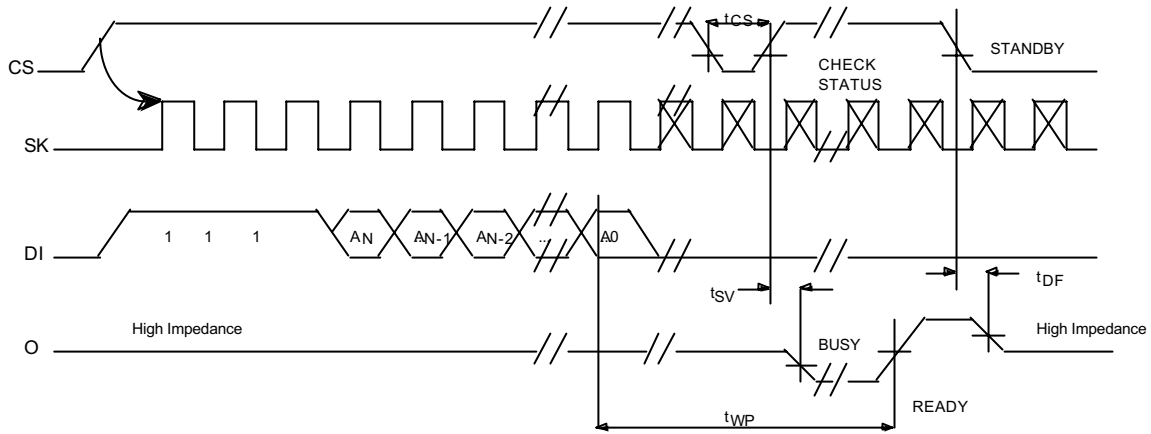 tCS
STANDBY
CS
CHECK
STATUS
SK
DI
1 1 1 AN AN-1 AN-2 ... A0
tSV
tDF
High Impedance
O
BUSY
High Impedance
READY
tWP